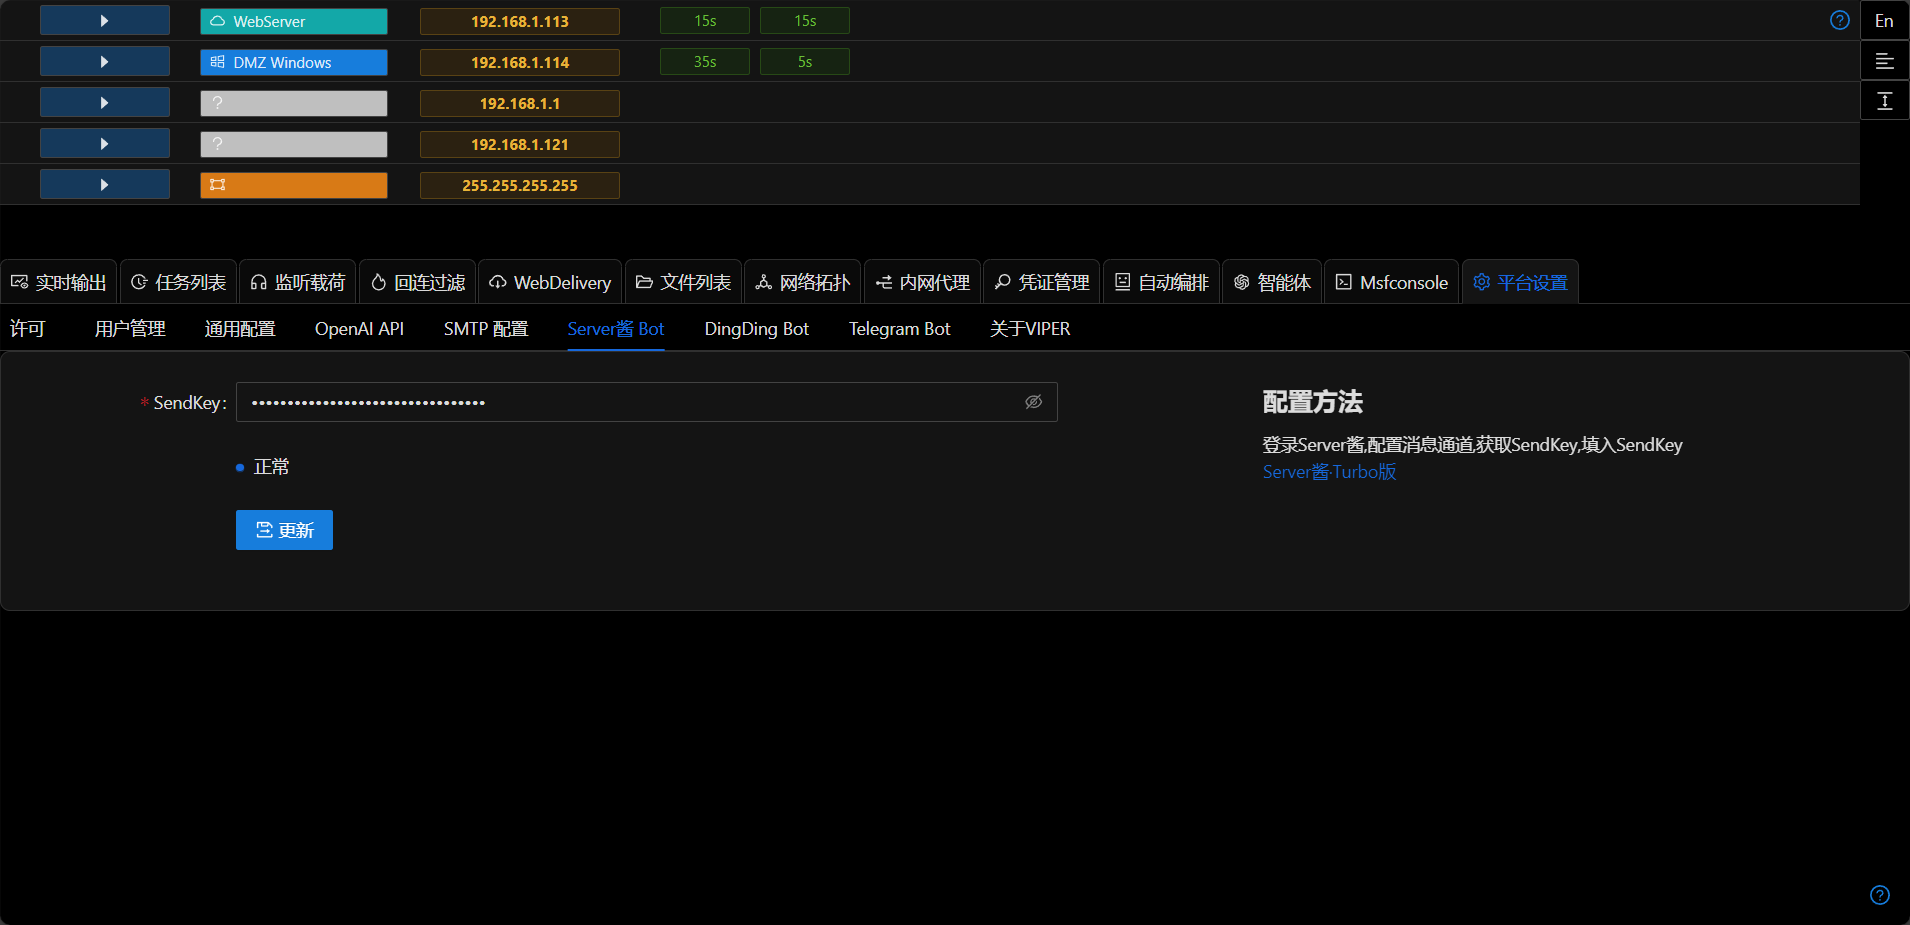 WebServer 192.168.1.113 15s 15s En
DMZ Windows 192.168.1.114 35s 5s
? 192.168.1.1
? 192.168.1.121
255.255.255.255
实时输出 任务列表 监听载荷 回连过滤 WebDelivery 文件列表 网络拓扑 内网代理 凭证管理 自动编排 智能体 Msfconsole 平台设置
许可 用户管理 通用配置 OpenAI API SMTP 配置 Server酱 Bot DingDing Bot Telegram Bot 关于VIPER
* SendKey: ••••••••••••••••••••••••••••••••• 配置方法
登录Server酱,配置消息通道,获取SendKey,填入SendKey
正常 Server酱·Turbo版
更新